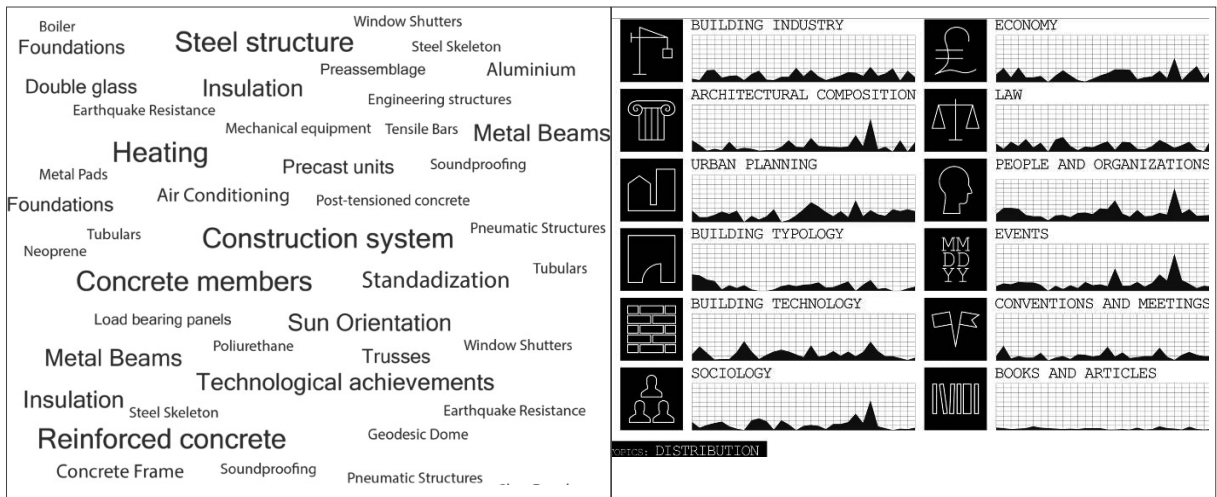 Boiler
Window Shutters
Foundations
Steel structure
Steel Skeleton
Preassemblage
Aluminium
Double glass
Insulation
Engineering structures
Earthquake Resistance
Mechanical equipment
Tensile Bars
Metal Beams
Heating
Precast units
Soundproofing
Metal Pads
Air Conditioning
Post-tensioned concrete
Foundations
Tubulars
Construction system
Pneumatic Structures
Neoprene
Concrete members
Standadization
Tubulars
Load bearing panels
Sun Orientation
Metal Beams
Poliurethane
Trusses
Window Shutters
Technological achievements
Insulation
Steel Skeleton
Earthquake Resistance
Reinforced concrete
Geodesic Dome
Concrete Frame
Soundproofing
Pneumatic Structures
BUILDING INDUSTRY
ARCHITECTURAL COMPOSITION
URBAN PLANNING
BUILDING TYPOLOGY
BUILDING TECHNOLOGY
SOCIOLOGY
£
ECONOMY
LAW
PEOPLE AND ORGANIZATIONS
MM
DD
YY
EVENTS
CONVENTIONS AND MEETINGS
BOOKS AND ARTICLES
OPICS: DISTRIBUTION